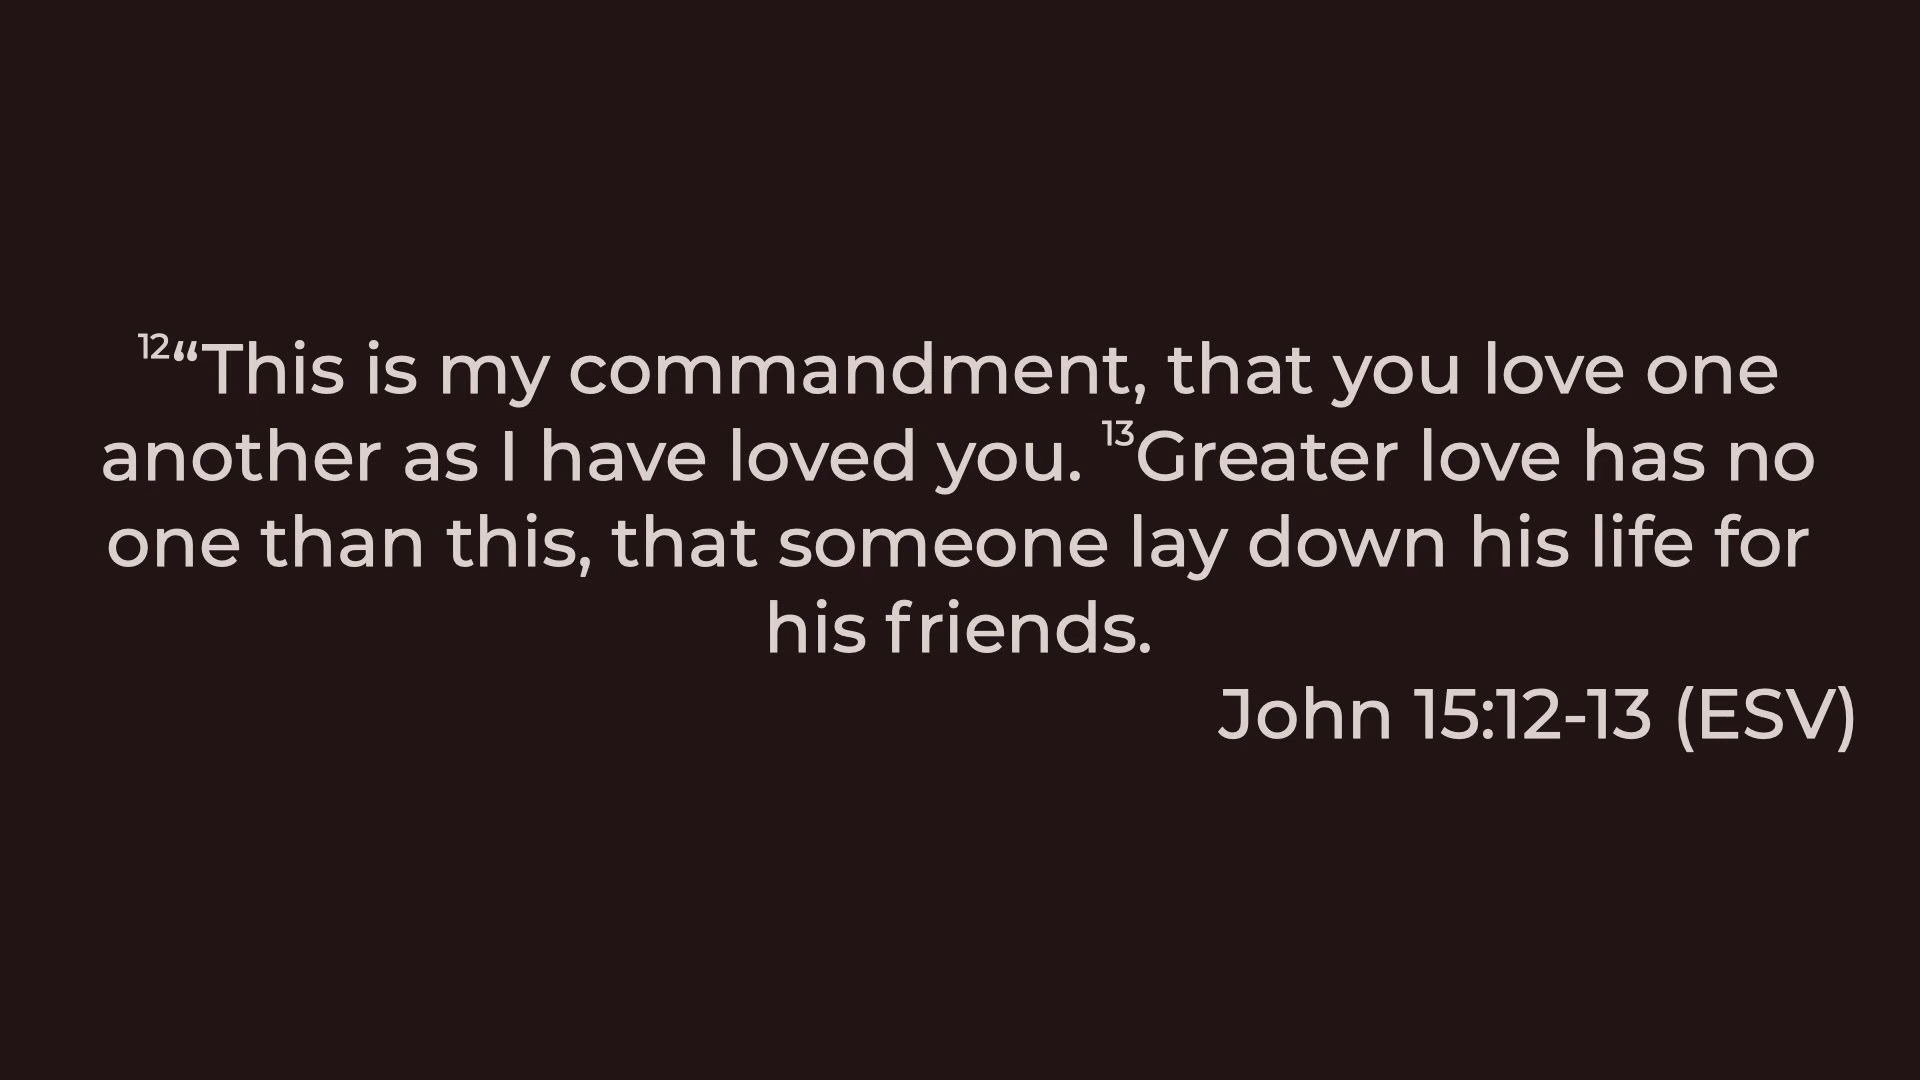 12“This is my commandment, that you love one
another as I have loved you. 13Greater love has no
one than this, that someone lay down his life for
his friends.
John 15:12-13 (ESV)